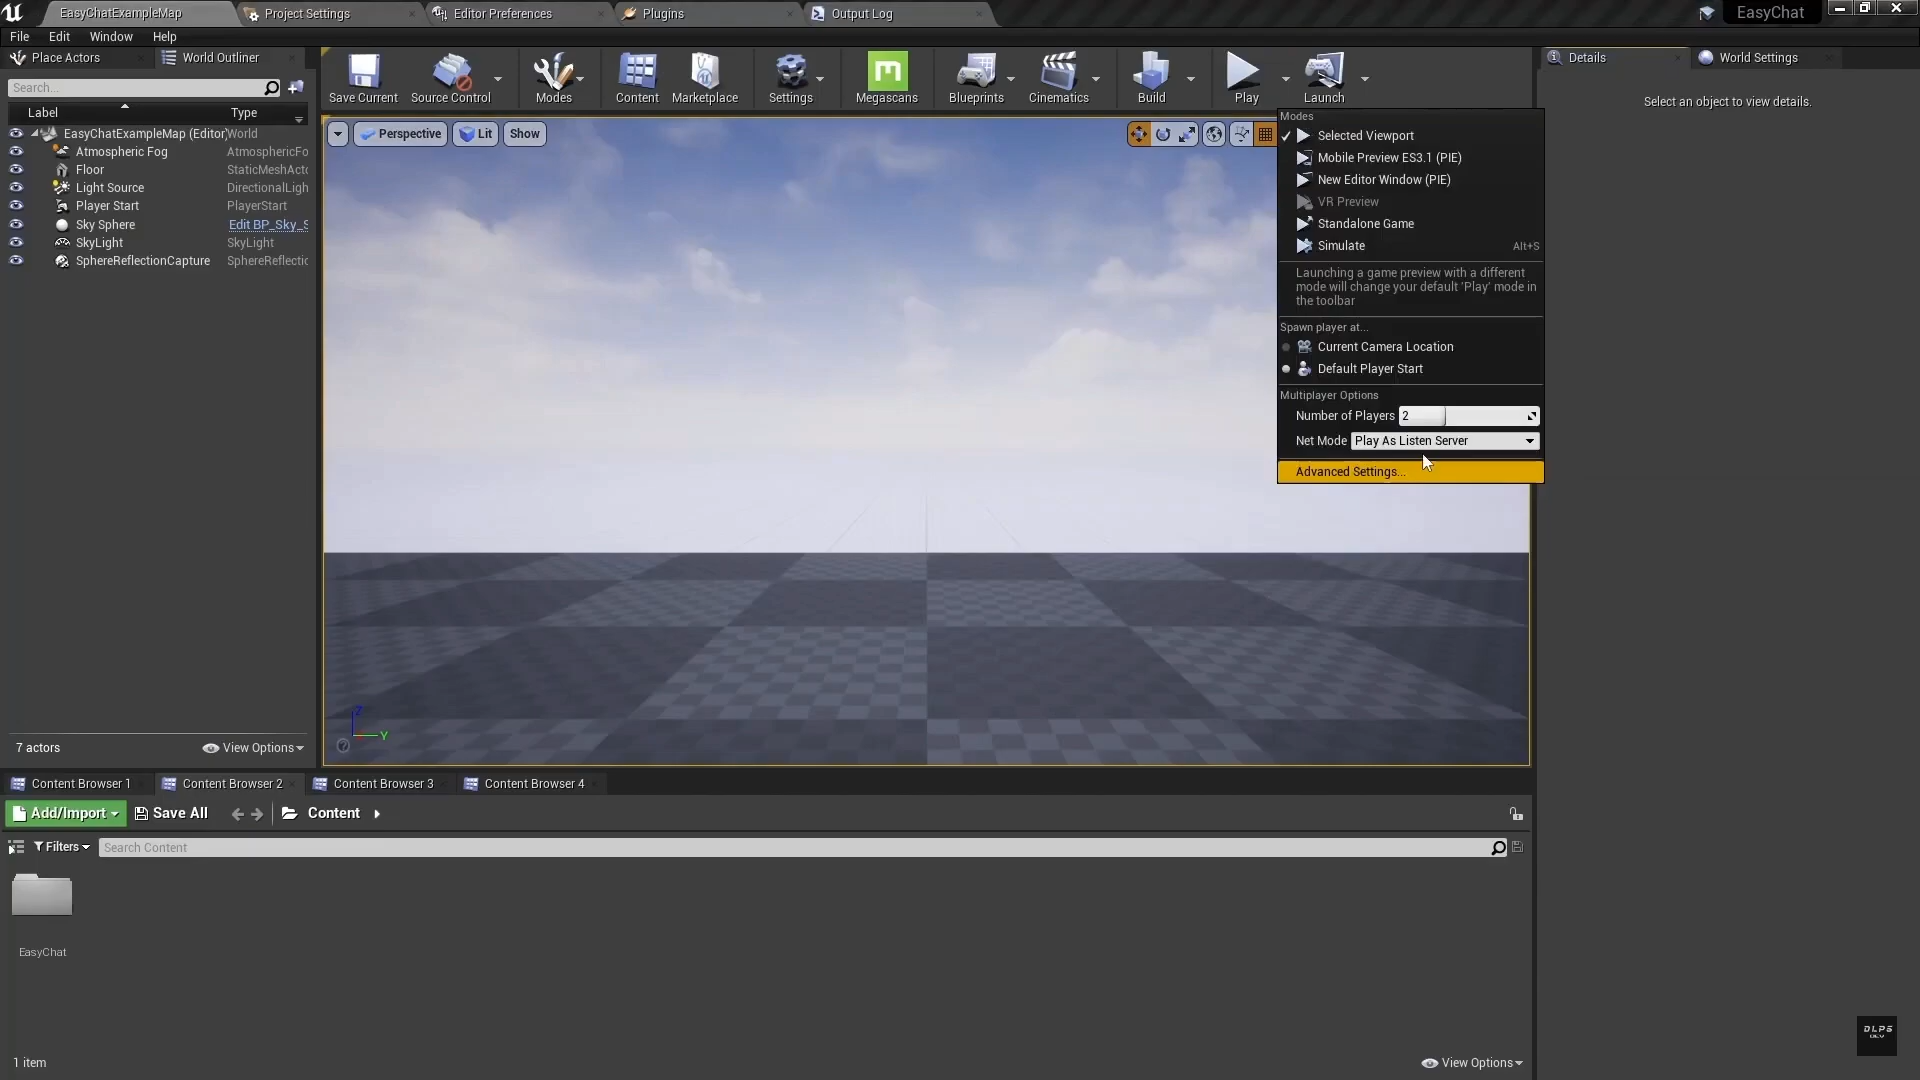 EasyChatExampleMap
Project Settings
Editor Preferences
Plugins
Output Log
EasyChat
File Edit Window Help
Place Actors
World Outliner
Search...
Label Type
EasyChatExampleMap (Editor) World
Atmospheric Fog AtmosphericFo
Floor StaticMeshActo
Light Source DirectionalLigh
Player Start PlayerStart
Sky Sphere Edit BP_Sky_S
SkyLight SkyLight
SphereReflectionCapture SphereReflectic
7 actors View Options
Save Current
Source Control
Modes
Content
Marketplace
Settings
Megascans
Blueprints
Cinematics
Build
Play
Launch
Perspective Lit Show
Modes
Selected Viewport
Mobile Preview ES3.1 (PIE)
New Editor Window (PIE)
VR Preview
Standalone Game
Simulate Alt+S
Launching a game preview with a different
mode will change your default 'Play' mode in
the toolbar
Spawn player at...
Current Camera Location
Default Player Start
Multiplayer Options
Number of Players 2
Net Mode Play As Listen Server
Advanced Settings...
Details
World Settings
Select an object to view details.
Z
Y
Content Browser 1
Content Browser 2
Content Browser 3
Content Browser 4
Add/Import Save All Content
Filters Search Content
EasyChat
1 item View Options
DLPS
DEV